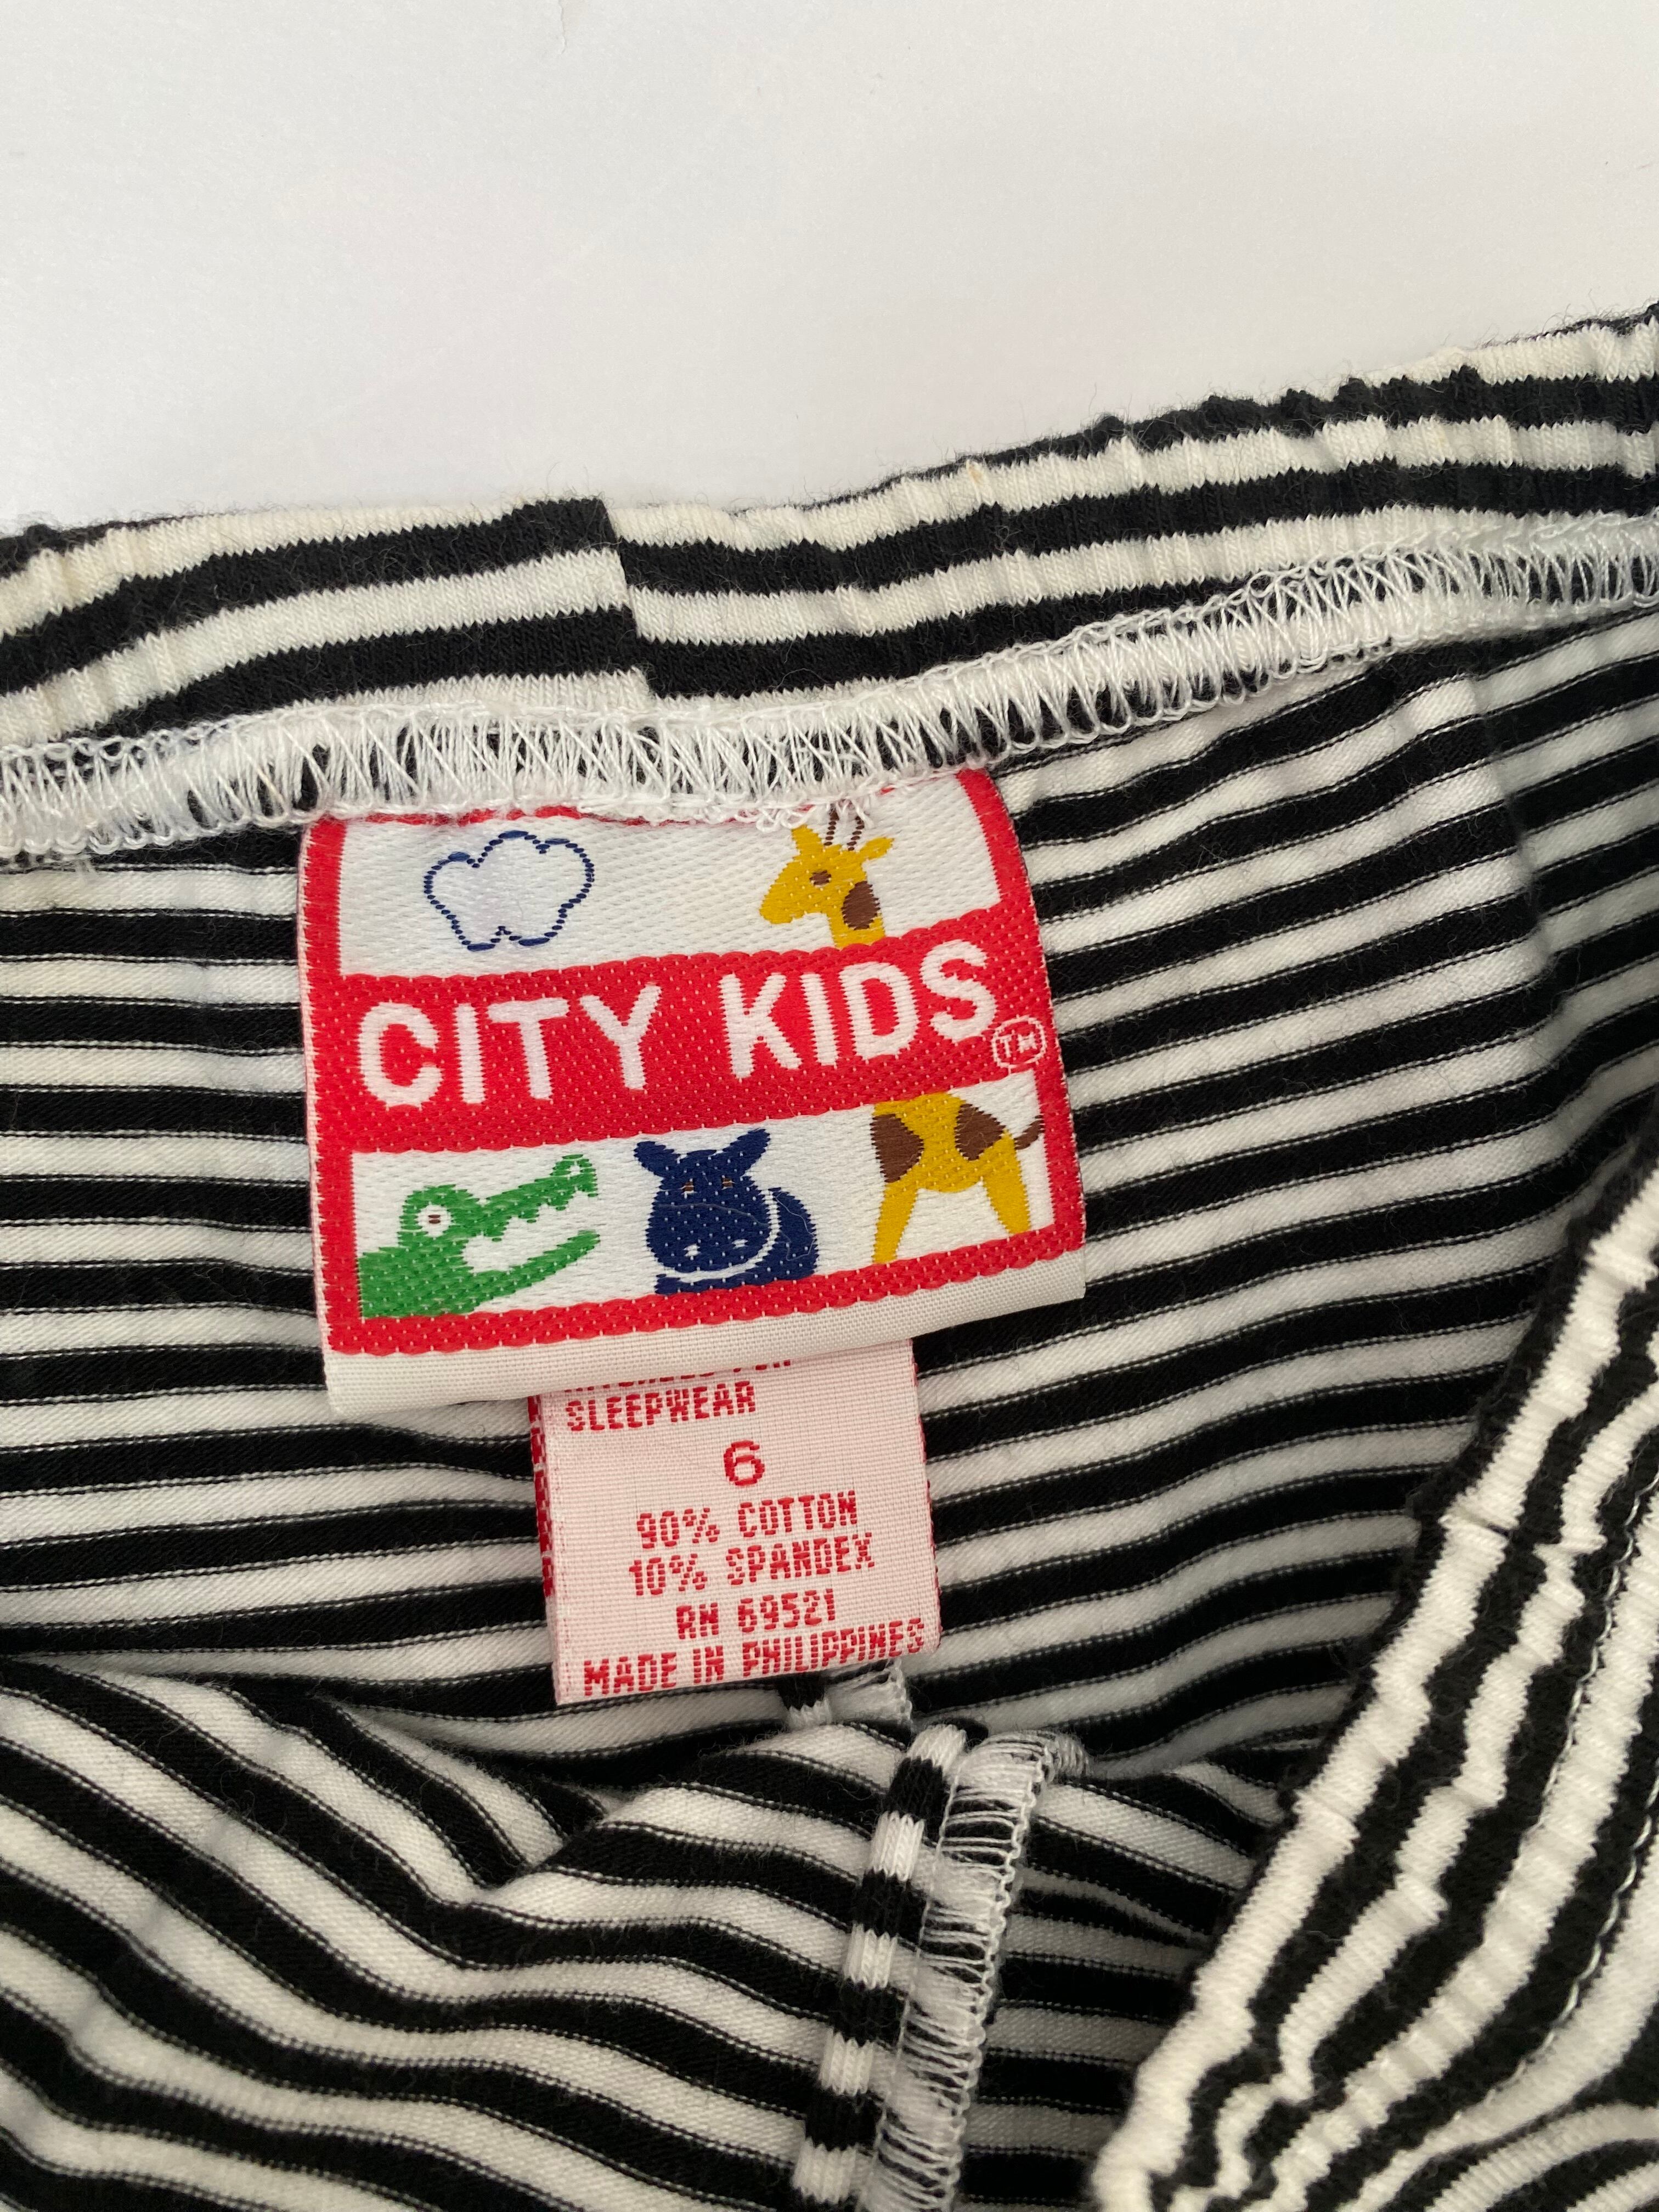 CITY KIDS
TM
SLEEPWEAR
6
90% COTTON
10% SPANDEX
RN 69521
MADE IN PHILIPPINES